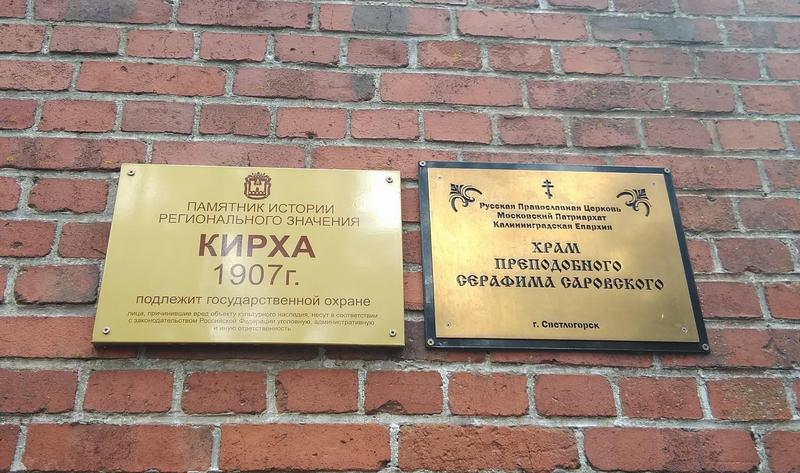 ПАМЯТНИК ИСТОРИИ
РЕГИОНАЛЬНОГО ЗНАЧЕНИЯ
КИРХА
1907г.
подлежит государственной охране
лица, причинившие вред объекту культурного наследия, несут в соответствии
с законодательством Российской Федерации уголовную, административную
и иную ответственность
Русская Православная Церковь
Московский Патриархат
Калининградская Епархия
ХРАМ
ПРЕПОДОБНОГО
СЕРАФИМА САРОВСКОГО
г. Светлогорск